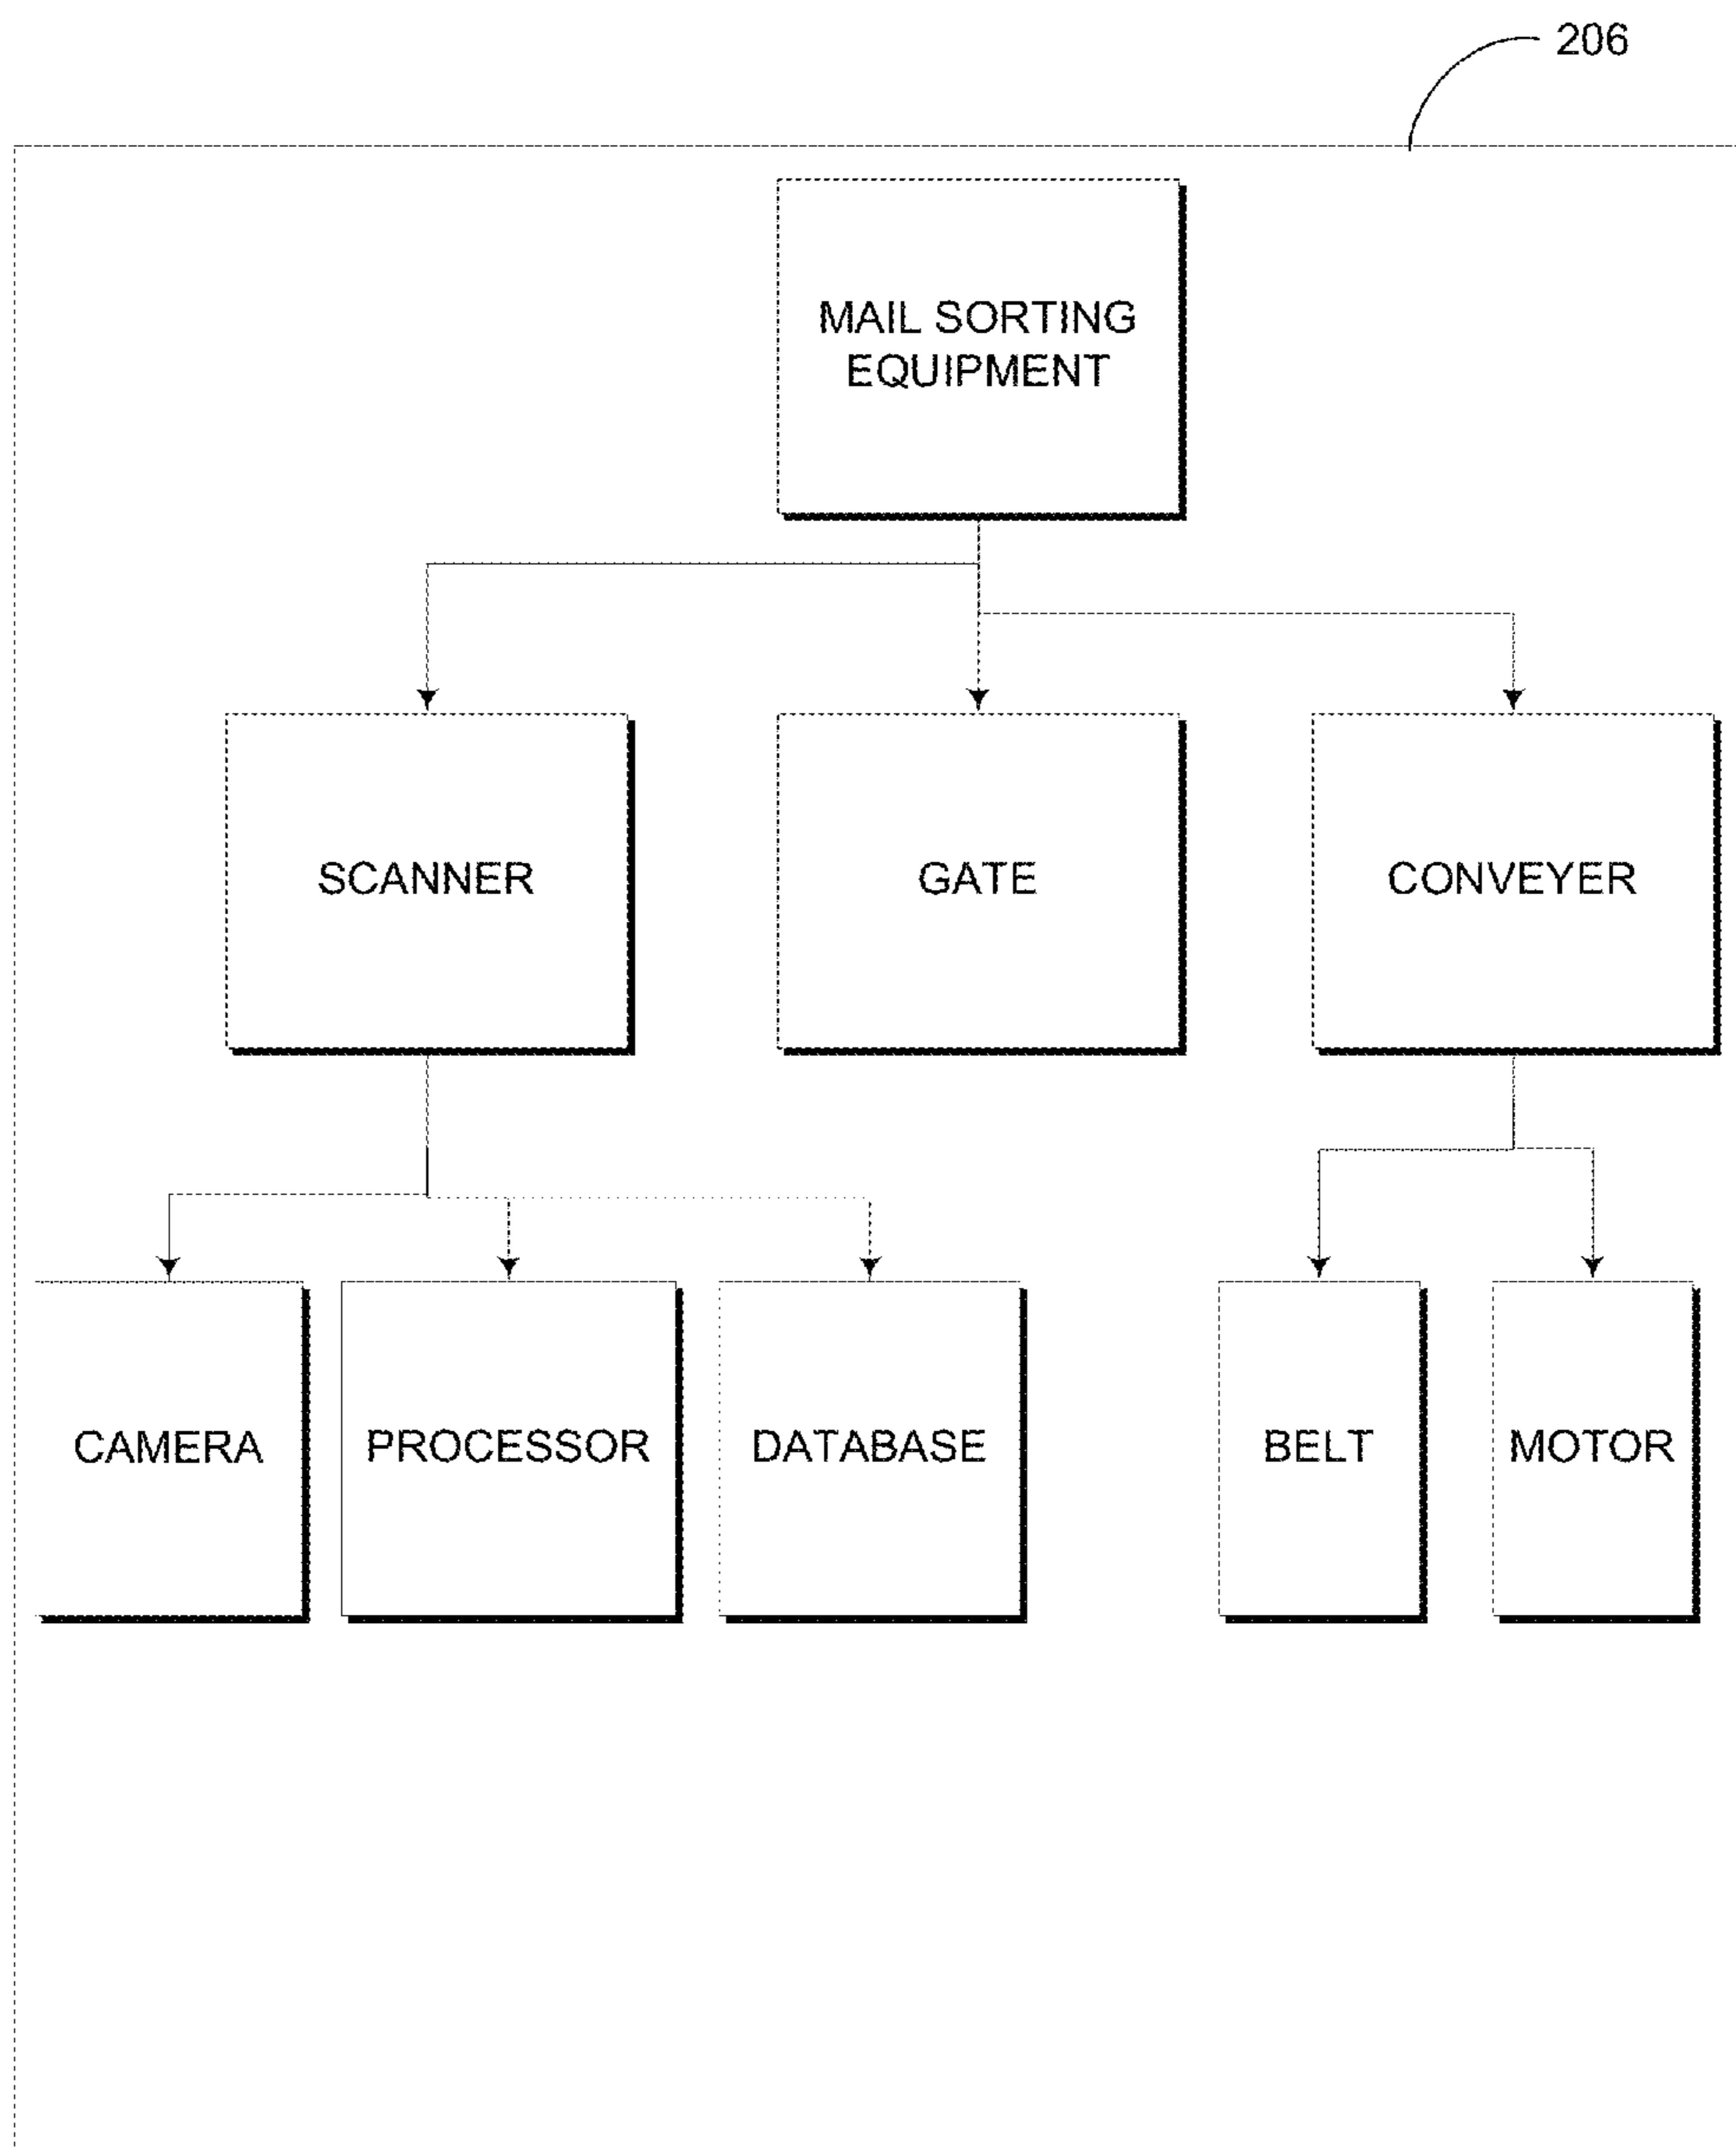 206
MAIL SORTING
EQUIPMENT
SCANNER
GATE
CONVEYER
CAMERA
PROCESSOR
DATABASE
BELT
MOTOR